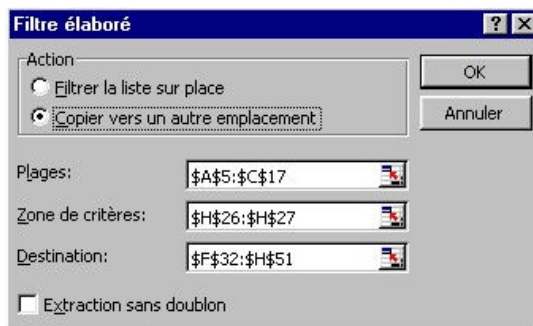 Filtre élaboré
Action
Filtrer la liste sur place
Copier vers un autre emplacement
OK
Annuler
Plages: $A$5:$C$17
Zone de critères: $H$26:$H$27
Destination: $F$32:$H$51
Extraction sans doublon